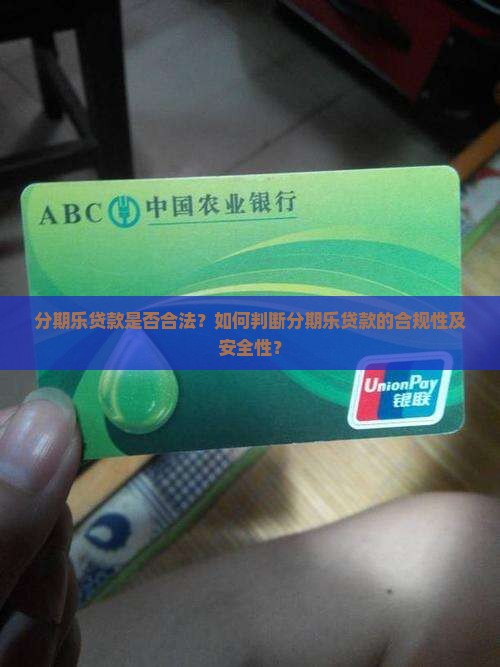 ABC 中国农业银行
分期乐贷款是否合法？如何判断分期乐贷款的合规性及
安全性？
UnionPay
银联